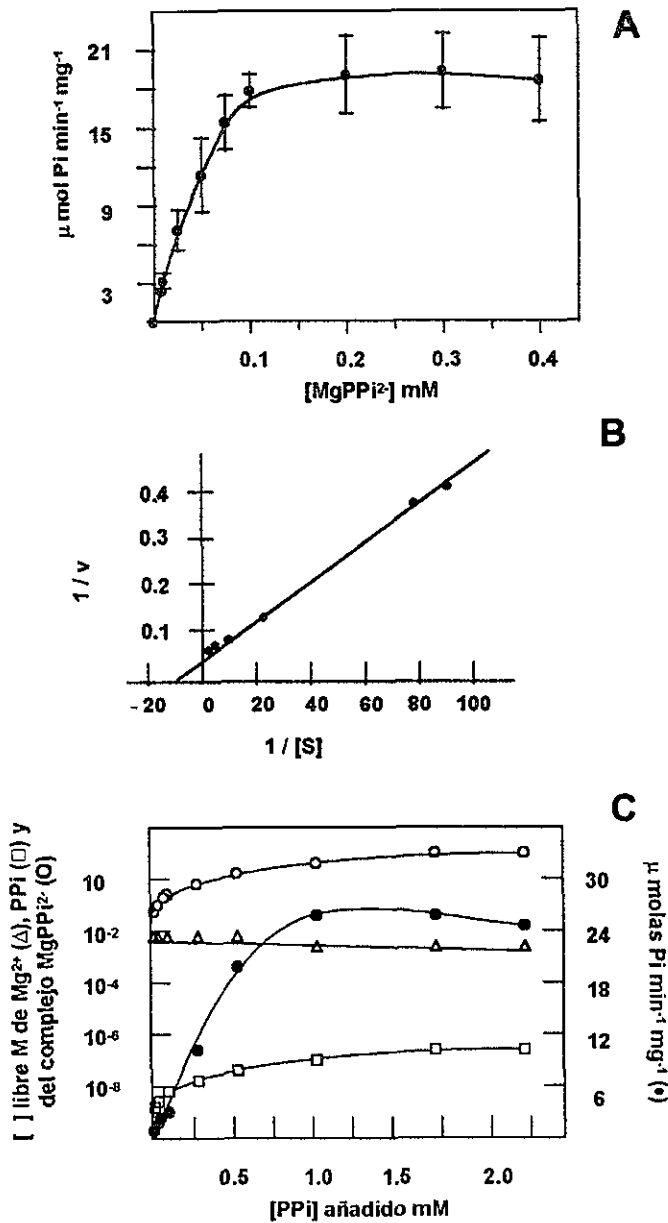 A
μ mol Pi min⁻¹ mg⁻¹
21
15
9
3
0.1 0.2 0.3 0.4
[MgPPi²⁻] mM
B
1 / v
0.4
0.3
0.2
0.1
- 20 0 20 40 60 80 100
1 / [S]
C
[ ] libre M de Mg²⁺ (Δ), PPi (□) y
del complejo MgPPi²⁻ (O)
10
10⁻²
10⁻⁴
10⁻⁶
10⁻⁸
30
24
18
12
6
μ molas Pi min⁻¹ mg⁻¹ (•)
0.5 1.0 1.5 2.0
[PPi] añadido mM